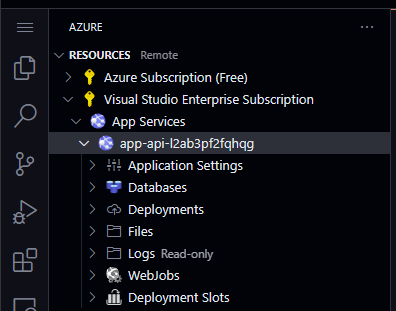 AZURE
RESOURCES Remote
Azure Subscription (Free)
Visual Studio Enterprise Subscription
App Services
app-api-l2ab3pf2fqhqg
Application Settings
Databases
Deployments
Files
Logs Read-only
WebJobs
Deployment Slots